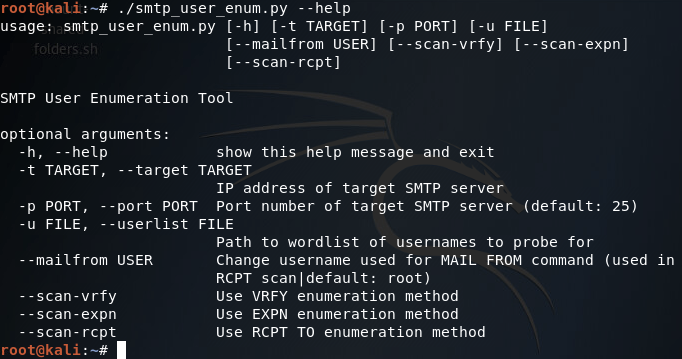 root@kali:~# ./smtp_user_enum.py --help
usage: smtp_user_enum.py [-h] [-t TARGET] [-p PORT] [-u FILE]
[--mailfrom USER] [--scan-vrfy] [--scan-expn]
folders.sh
[--scan-rcpt]
SMTP User Enumeration Tool
optional arguments:
-h, --help show this help message and exit
-t TARGET, --target TARGET
IP address of target SMTP server
-p PORT, --port PORT Port number of target SMTP server (default: 25)
-u FILE, --userlist FILE
Path to wordlist of usernames to probe for
--mailfrom USER Change username used for MAIL FROM command (used in
RCPT scan|default: root)
--scan-vrfy Use VRFY enumeration method
--scan-expn Use EXPN enumeration method
--scan-rcpt Use RCPT TO enumeration method
root@kali:~#